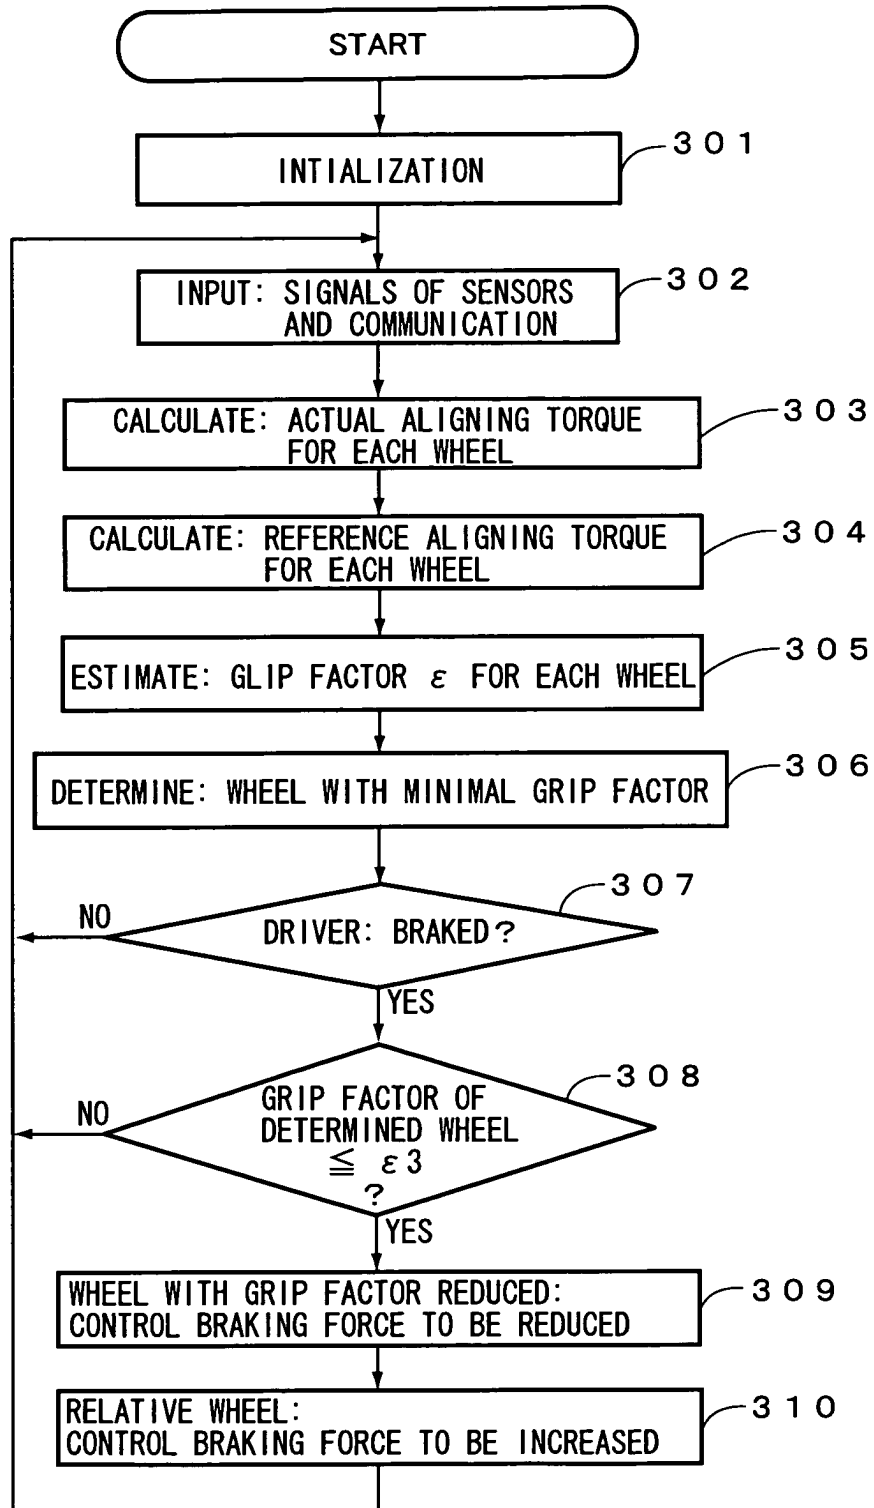 START
INTIALIZATION
301
INPUT: SIGNALS OF SENSORS
AND COMMUNICATION
302
CALCULATE: ACTUAL ALIGNING TORQUE
FOR EACH WHEEL
303
CALCULATE: REFERENCE ALIGNING TORQUE
FOR EACH WHEEL
304
ESTIMATE: GLIP FACTOR ε FOR EACH WHEEL
305
DETERMINE: WHEEL WITH MINIMAL GRIP FACTOR
306
DRIVER: BRAKED?
307
NO
YES
GRIP FACTOR OF
DETERMINED WHEEL
≦ ε3
?
308
NO
YES
WHEEL WITH GRIP FACTOR REDUCED:
CONTROL BRAKING FORCE TO BE REDUCED
309
RELATIVE WHEEL:
CONTROL BRAKING FORCE TO BE INCREASED
310